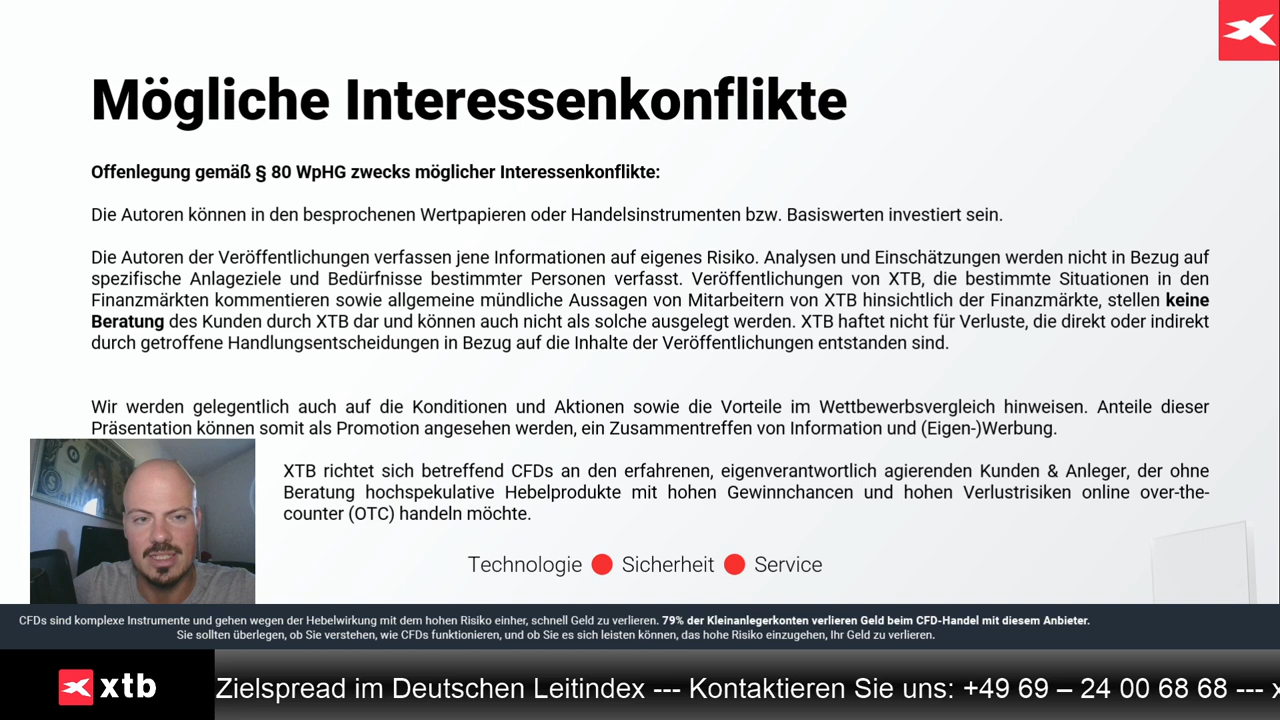 Mögliche Interessenkonflikte
Offenlegung gemäß § 80 WpHG zwecks möglicher Interessenkonflikte:
Die Autoren können in den besprochenen Wertpapieren oder Handelsinstrumenten bzw. Basiswerten investiert sein.
Die Autoren der Veröffentlichungen verfassen jene Informationen auf eigenes Risiko. Analysen und Einschätzungen werden nicht in Bezug auf
spezifische Anlageziele und Bedürfnisse bestimmter Personen verfasst. Veröffentlichungen von XTB, die bestimmte Situationen in den
Finanzmärkten kommentieren sowie allgemeine mündliche Aussagen von Mitarbeitern von XTB hinsichtlich der Finanzmärkte, stellen keine
Beratung des Kunden durch XTB dar und können auch nicht als solche ausgelegt werden. XTB haftet nicht für Verluste, die direkt oder indirekt
durch getroffene Handlungsentscheidungen in Bezug auf die Inhalte der Veröffentlichungen entstanden sind.
Wir werden gelegentlich auch auf die Konditionen und Aktionen sowie die Vorteile im Wettbewerbsvergleich hinweisen. Anteile dieser
Präsentation können somit als Promotion angesehen werden, ein Zusammentreffen von Information und (Eigen-)Werbung.
XTB richtet sich betreffend CFDs an den erfahrenen, eigenverantwortlich agierenden Kunden & Anleger, der ohne
Beratung hochspekulative Hebelprodukte mit hohen Gewinnchancen und hohen Verlustrisiken online over-the-
counter (OTC) handeln möchte.
Technologie Sicherheit Service
CFDs sind komplexe Instrumente und gehen wegen der Hebelwirkung mit dem hohen Risiko einher, schnell Geld zu verlieren. 79% der Kleinanlegerkonten verlieren Geld beim CFD-Handel mit diesem Anbieter.
Sie sollten überlegen, ob Sie verstehen, wie CFDs funktionieren, und ob Sie es sich leisten können, das hohe Risiko einzugehen, Ihr Geld zu verlieren.
xtb Zielspread im Deutschen Leitindex --- Kontaktieren Sie uns: +49 69 – 24 00 68 68 --- x